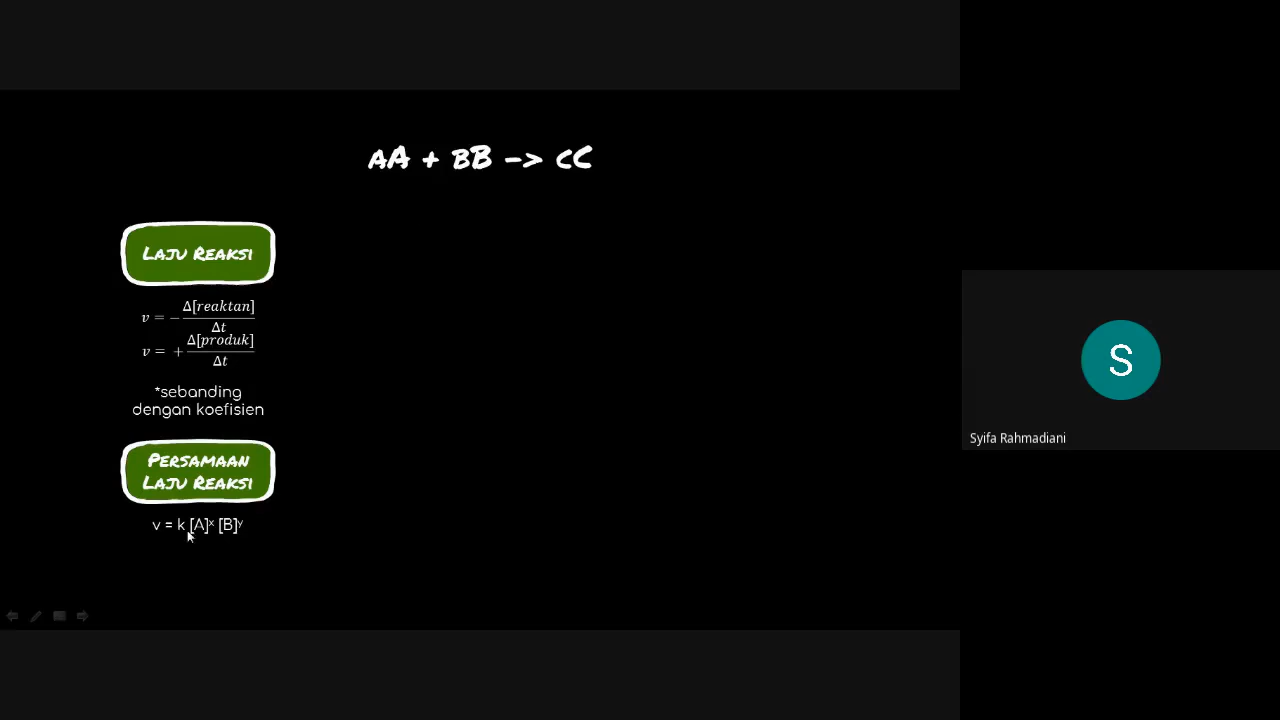 aA + bB -> cC
Laju Reaksi
v = − Δ[reaktan] / Δt
v = + Δ[produk] / Δt
*sebanding
dengan koefisien
Persamaan
Laju Reaksi
v = k [A]ˣ [B]ʸ
S
Syifa Rahmadiani